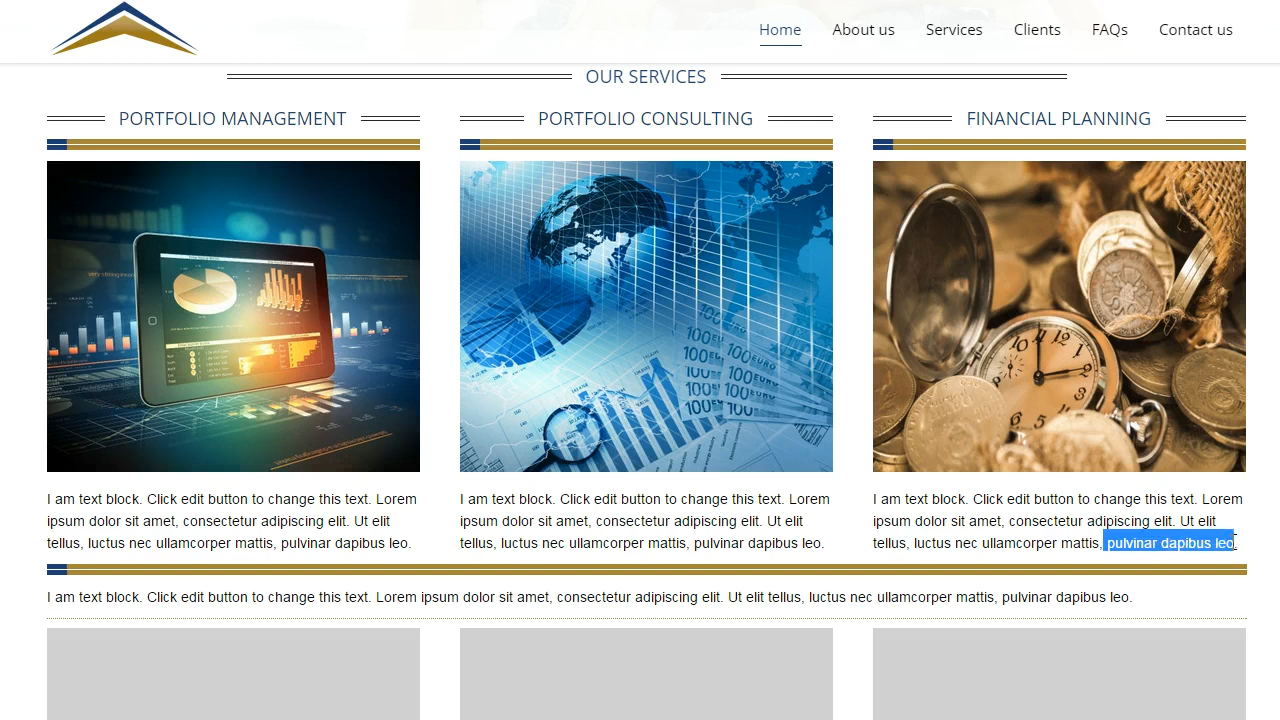 Home About us Services Clients FAQs Contact us
OUR SERVICES
PORTFOLIO MANAGEMENT
PORTFOLIO CONSULTING
FINANCIAL PLANNING
I am text block. Click edit button to change this text. Lorem
ipsum dolor sit amet, consectetur adipiscing elit. Ut elit
tellus, luctus nec ullamcorper mattis, pulvinar dapibus leo.
I am text block. Click edit button to change this text. Lorem
ipsum dolor sit amet, consectetur adipiscing elit. Ut elit
tellus, luctus nec ullamcorper mattis, pulvinar dapibus leo.
I am text block. Click edit button to change this text. Lorem
ipsum dolor sit amet, consectetur adipiscing elit. Ut elit
tellus, luctus nec ullamcorper mattis, pulvinar dapibus leo.
I am text block. Click edit button to change this text. Lorem ipsum dolor sit amet, consectetur adipiscing elit. Ut elit tellus, luctus nec ullamcorper mattis, pulvinar dapibus leo.